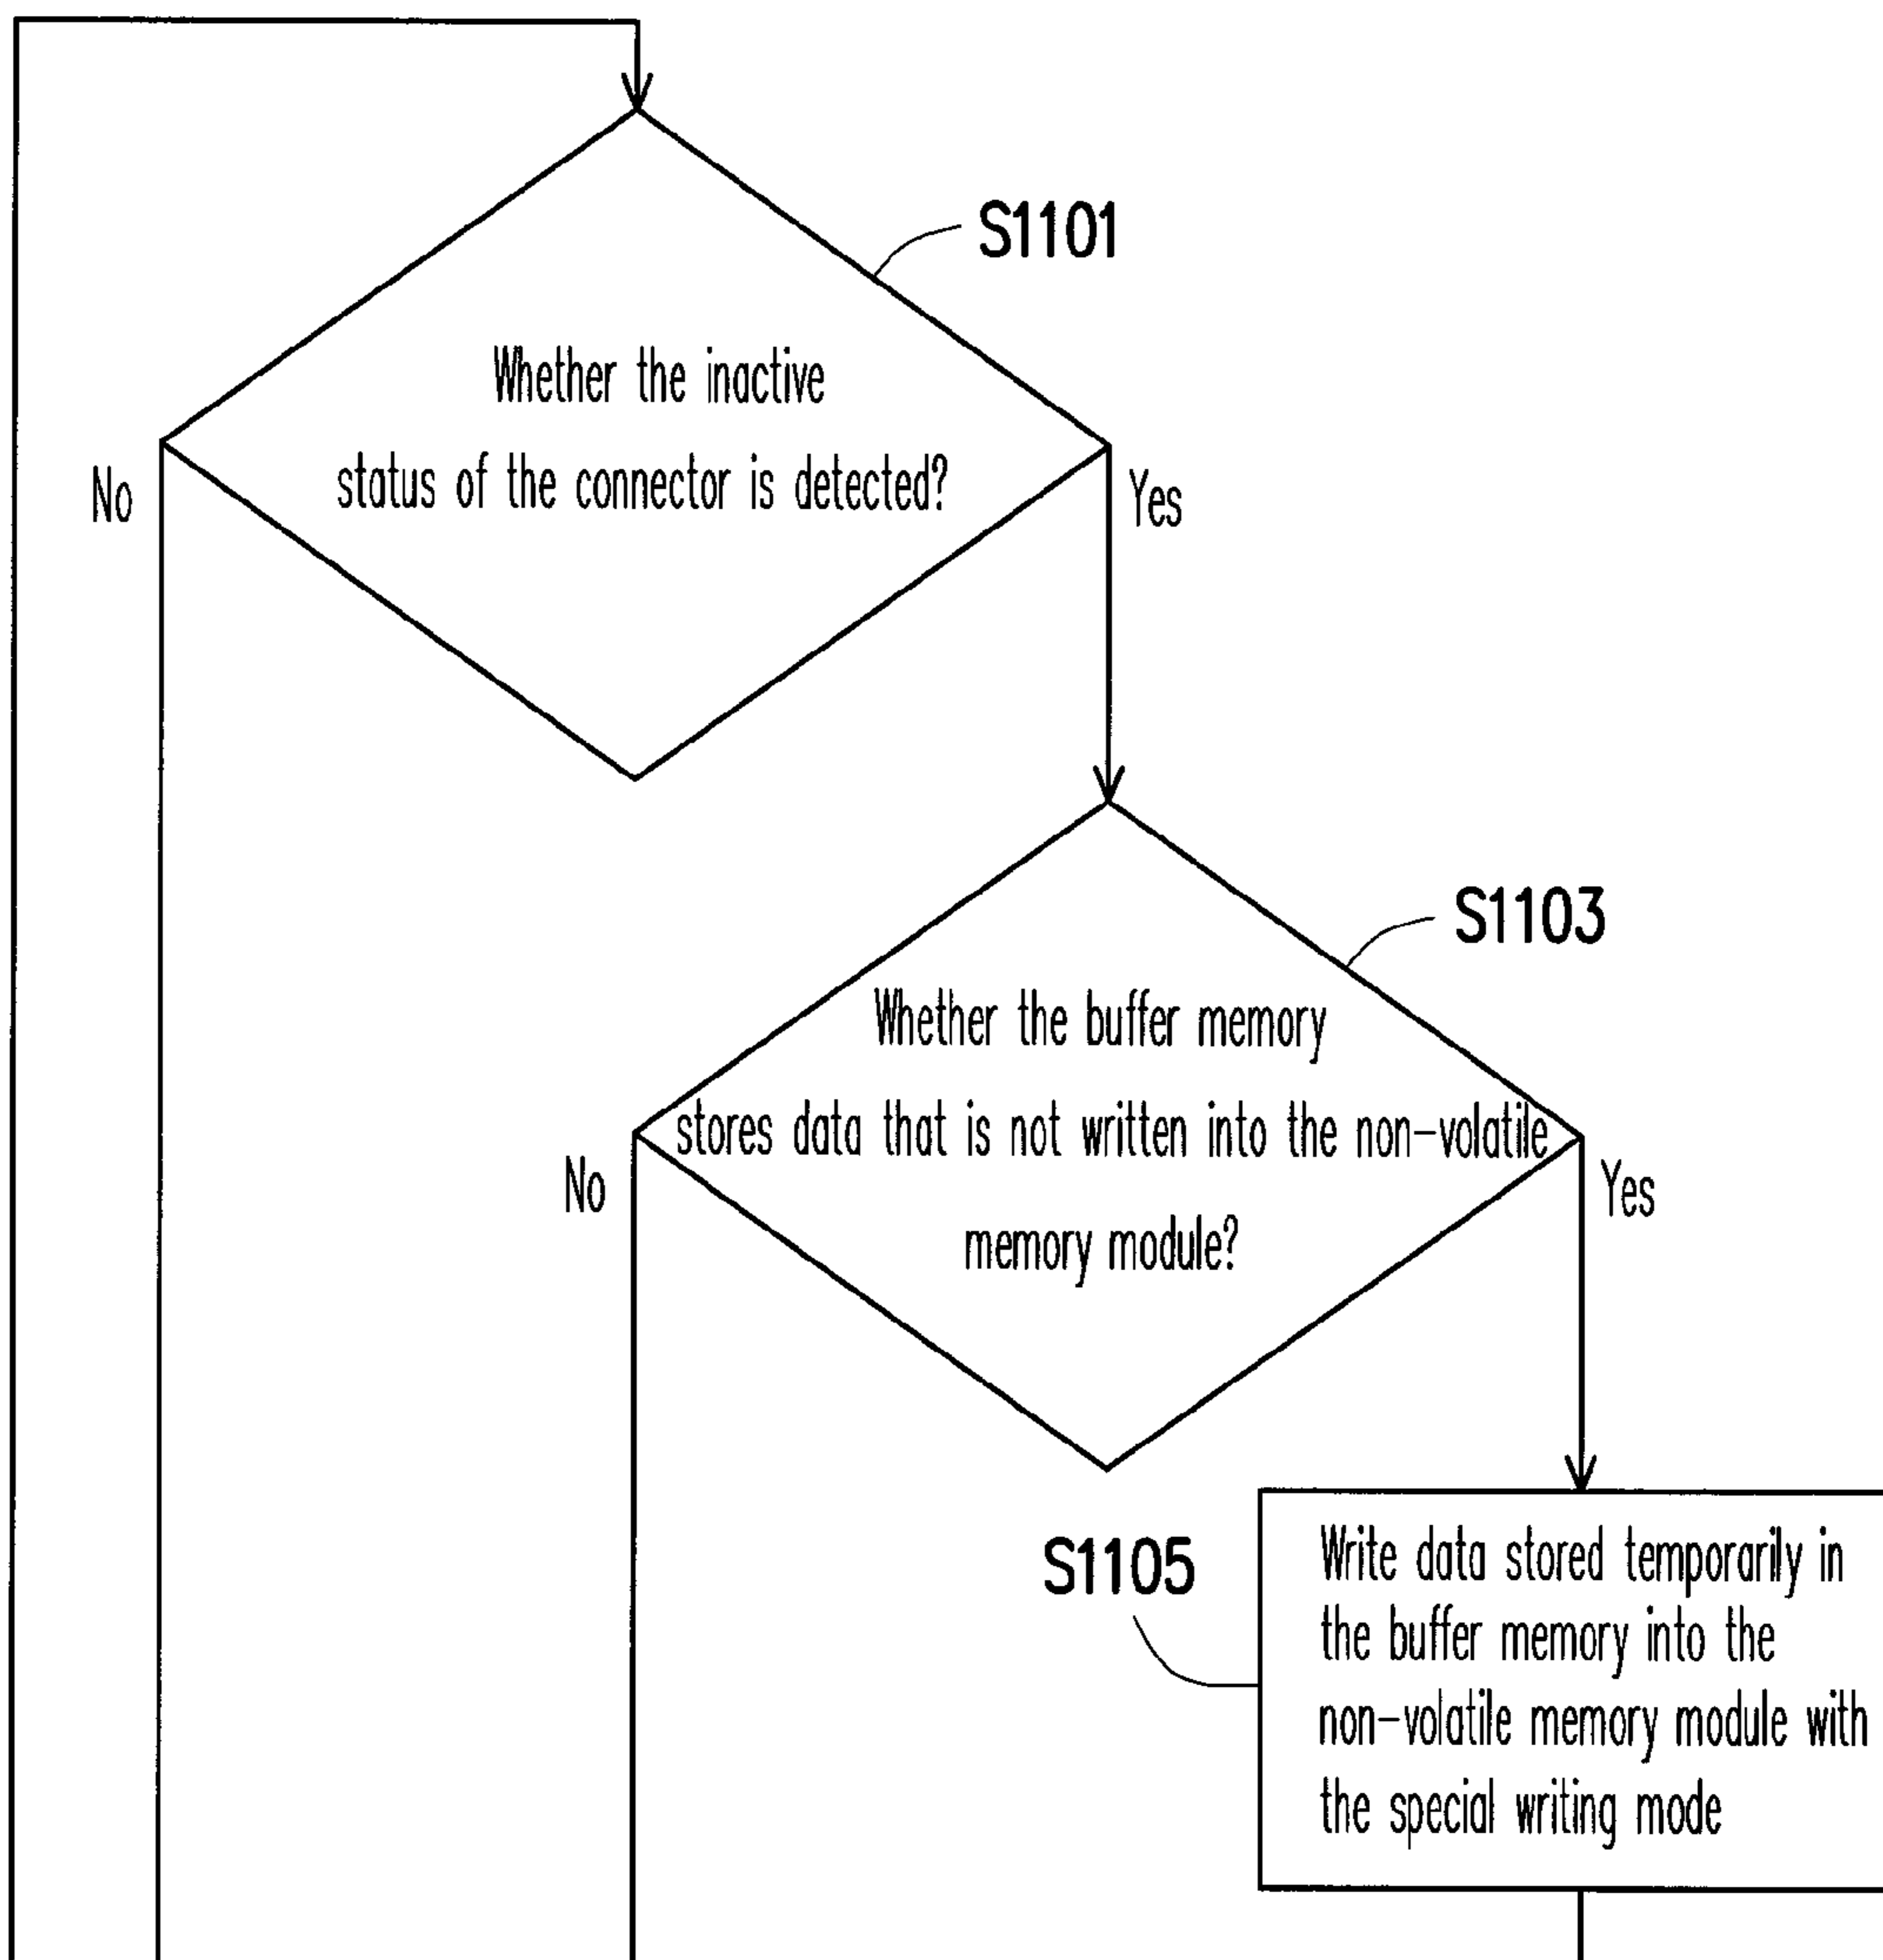 S1101
Whether the inactive
status of the connector is detected?
No
Yes
S1103
Whether the buffer memory
stores data that is not written into the non-volatile
memory module?
No
Yes
S1105
Write data stored temporarily in
the buffer memory into the
non-volatile memory module with
the special writing mode